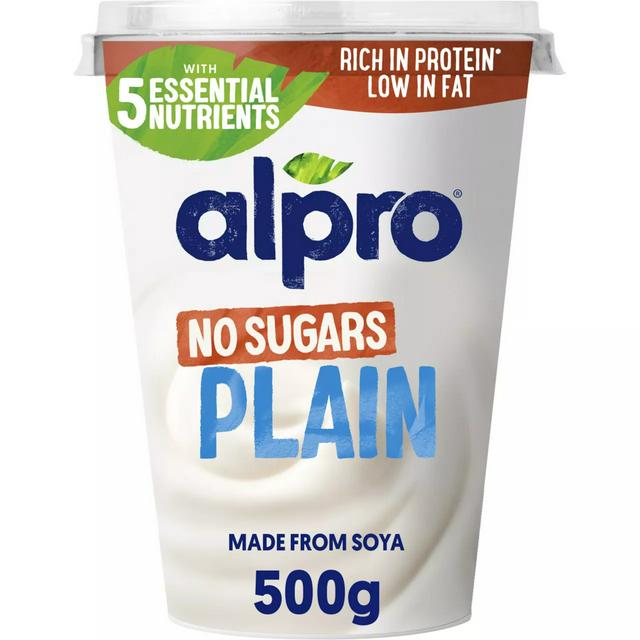 WITH
5 ESSENTIAL
NUTRIENTS
RICH IN PROTEIN*
LOW IN FAT
alpro®
NO SUGARS
PLAIN
MADE FROM SOYA
500g